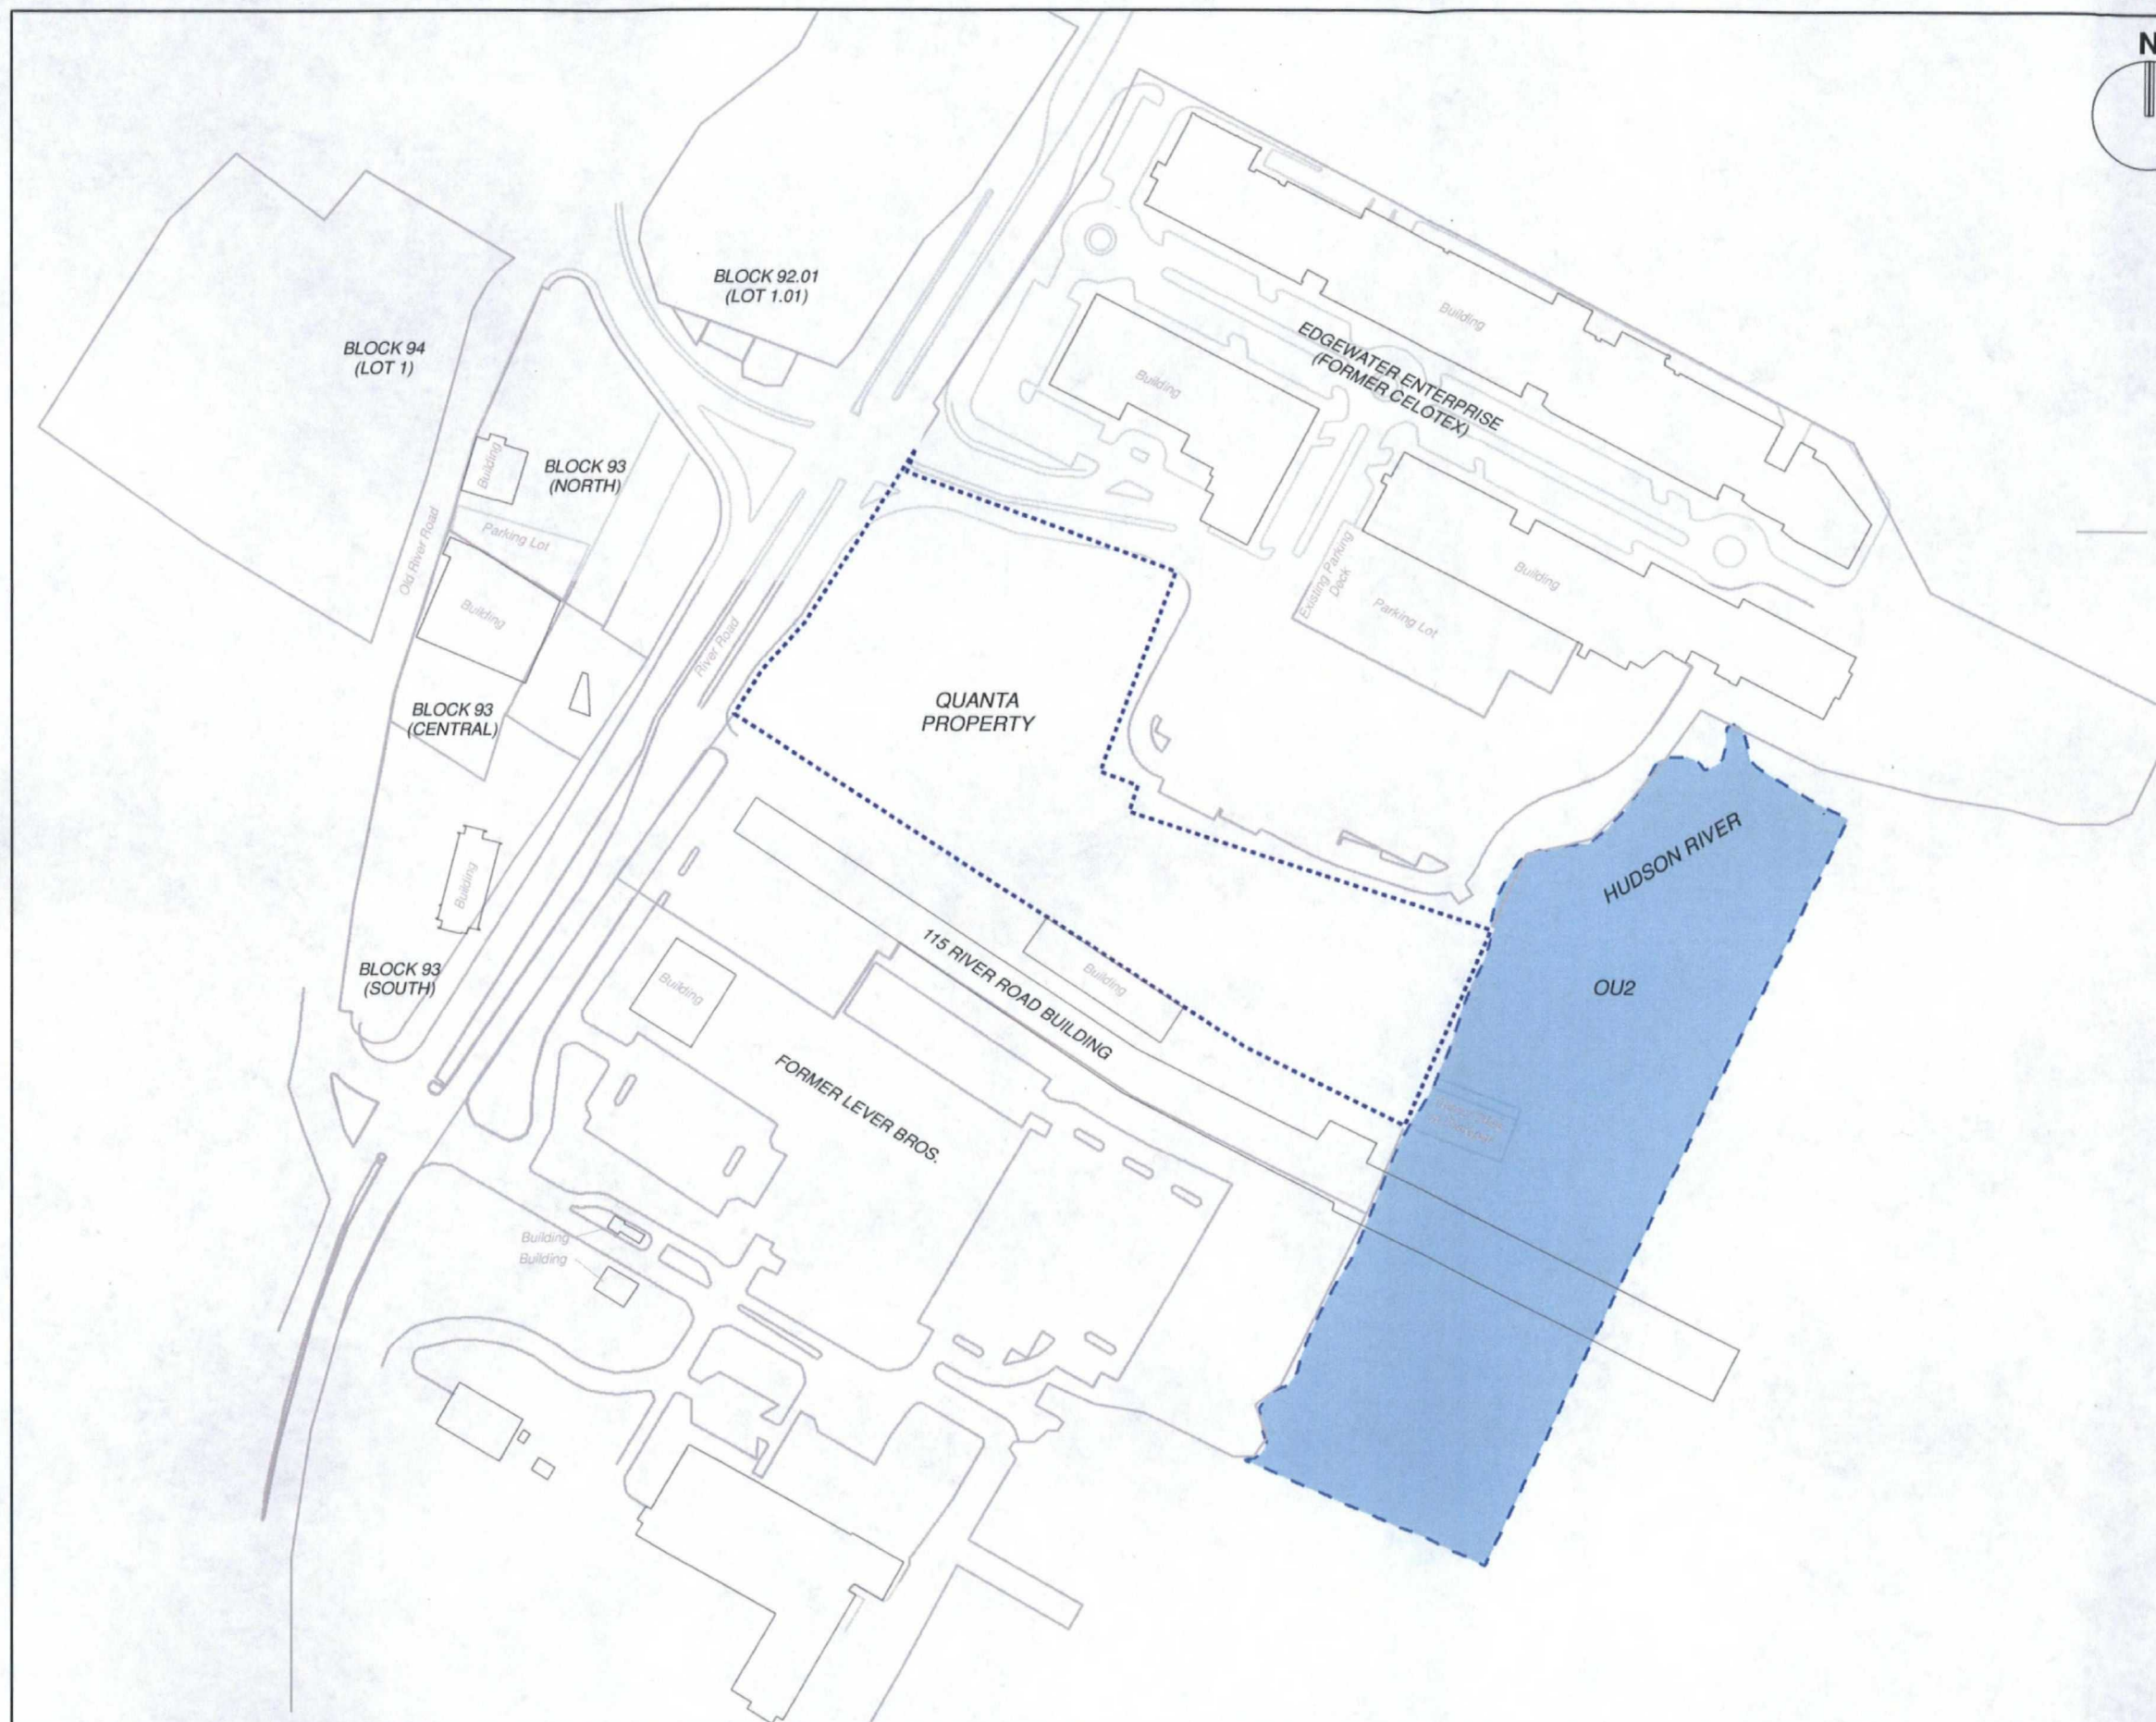 N
BLOCK 92.01
(LOT 1.01)
BLOCK 94
(LOT 1)
Building
EDGEWATER ENTERPRISE
(FORMER CELOTEX)
Building
Building
BLOCK 93
(NORTH)
Parking Lot
Old River Road
Building
Existing Parking
Deck
Parking Lot
Building
River Road
BLOCK 93
(CENTRAL)
QUANTA
PROPERTY
HUDSON RIVER
Building
BLOCK 93
(SOUTH)
115 RIVER ROAD BUILDING
Building
Building
OU2
FORMER LEVER BROS.
Building
Building